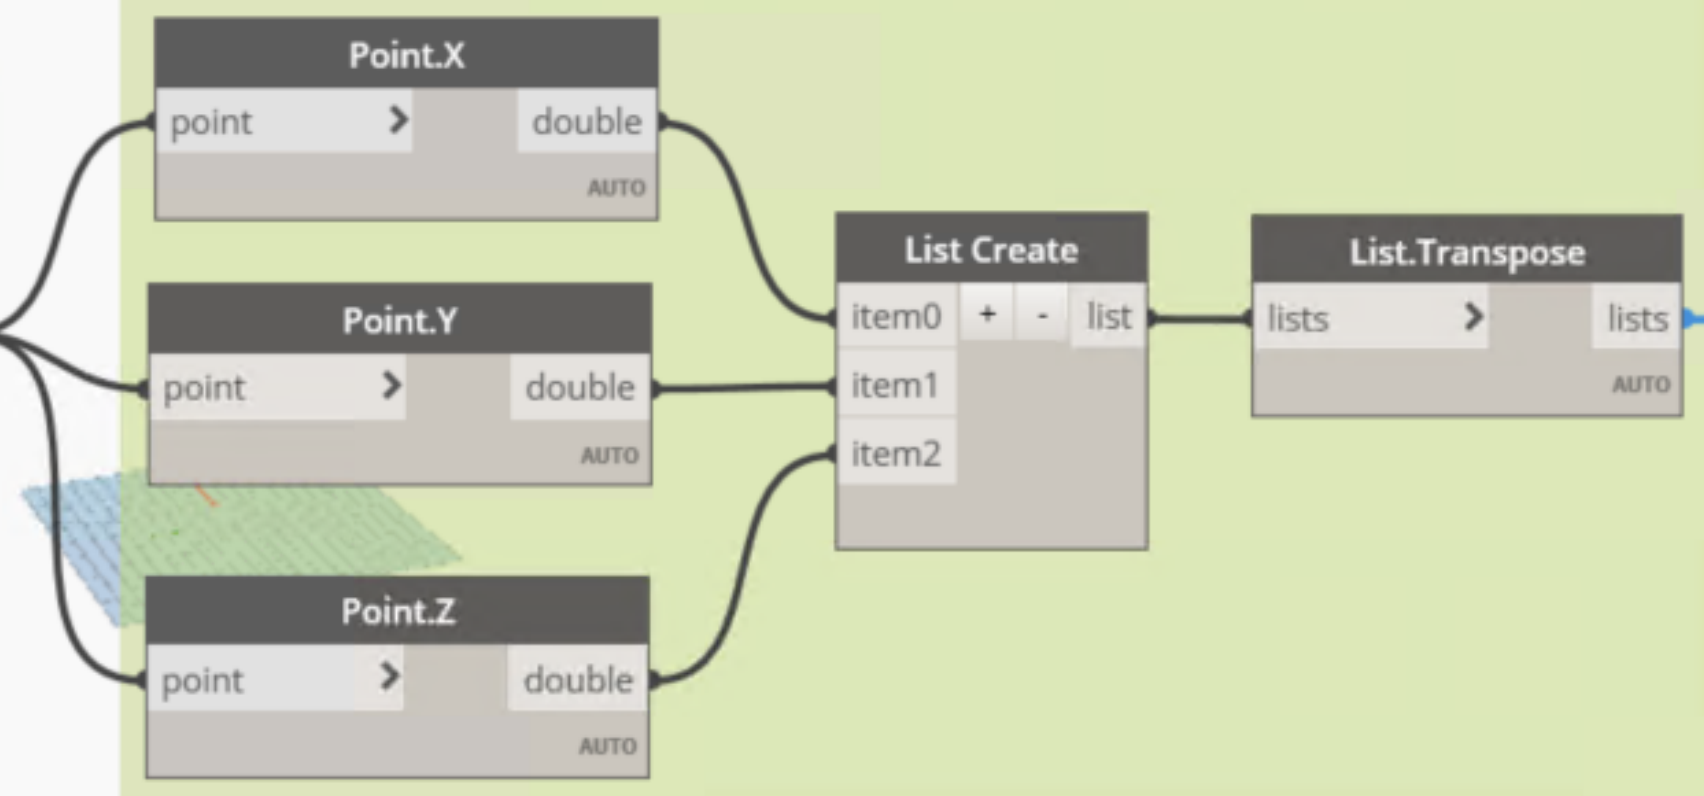 Point.X
point > double
AUTO
Point.Y
point > double
AUTO
Point.Z
point > double
AUTO
List Create
item0 + - list
item1
item2
List.Transpose
lists > lists
AUTO